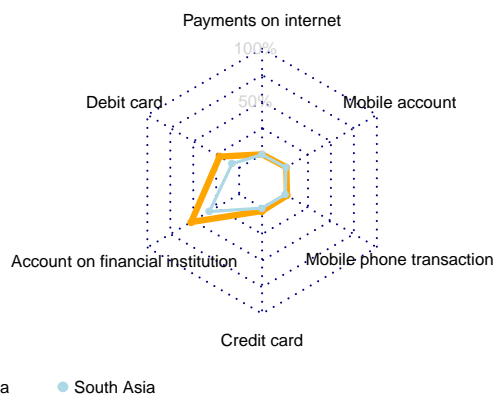 Payments on internet
100%
Debit card
50%
Mobile account
Account on financial institution
Mobile phone transaction
Credit card
a
South Asia